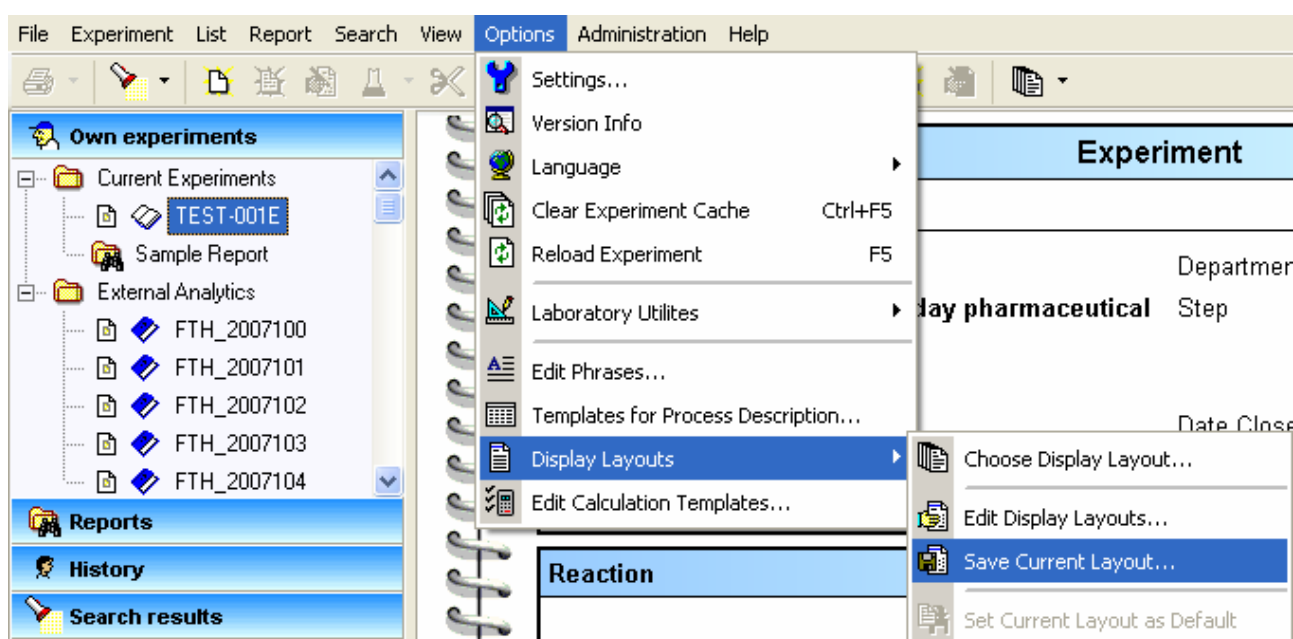 File Experiment List Report Search View Options Administration Help
Own experiments
Current Experiments
TEST-001E
Sample Report
External Analytics
FTH_2007100
FTH_2007101
FTH_2007102
FTH_2007103
FTH_2007104
Reports
History
Search results
Settings...
Version Info
Language
Clear Experiment Cache Ctrl+F5
Reload Experiment F5
Laboratory Utilites
Edit Phrases...
Templates for Process Description...
Display Layouts
Edit Calculation Templates...
Choose Display Layout...
Edit Display Layouts...
Save Current Layout...
Set Current Layout as Default
Experiment
Departmen
day pharmaceutical Step
Date Close
Reaction